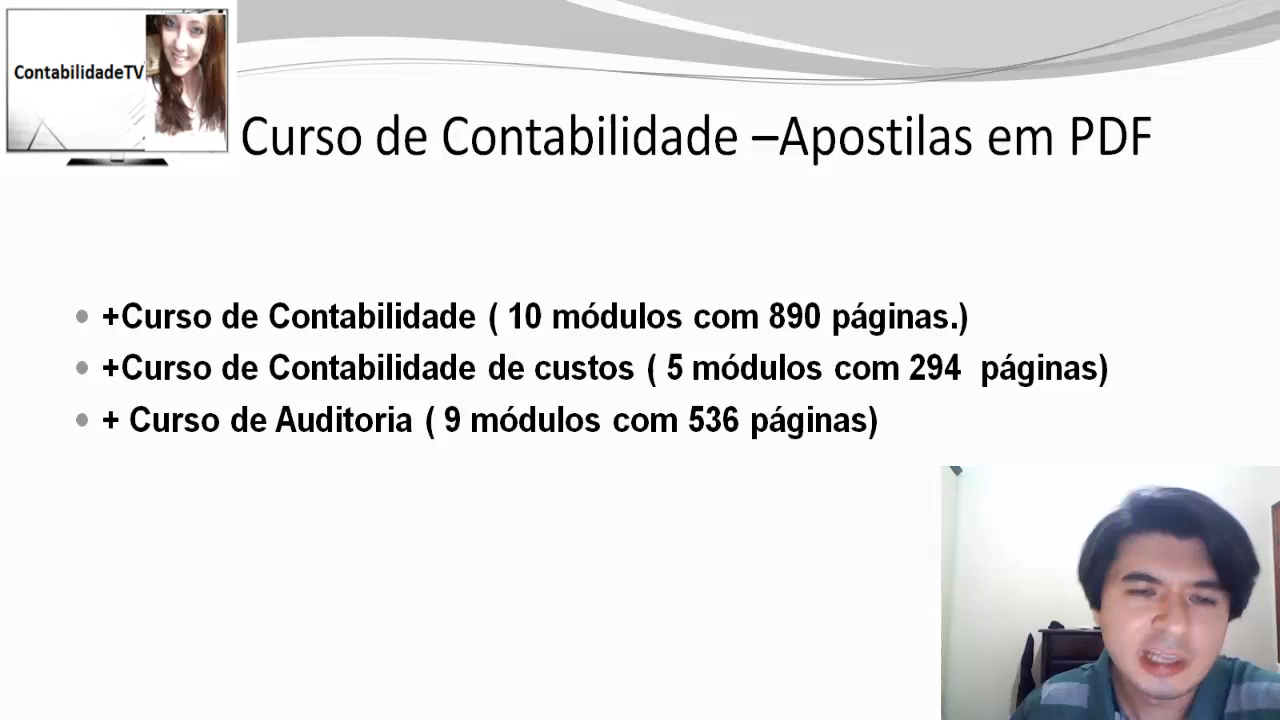 ContabilidadeTV
Curso de Contabilidade –Apostilas em PDF
+Curso de Contabilidade ( 10 módulos com 890 páginas.)
+Curso de Contabilidade de custos ( 5 módulos com 294  páginas)
+ Curso de Auditoria ( 9 módulos com 536 páginas)